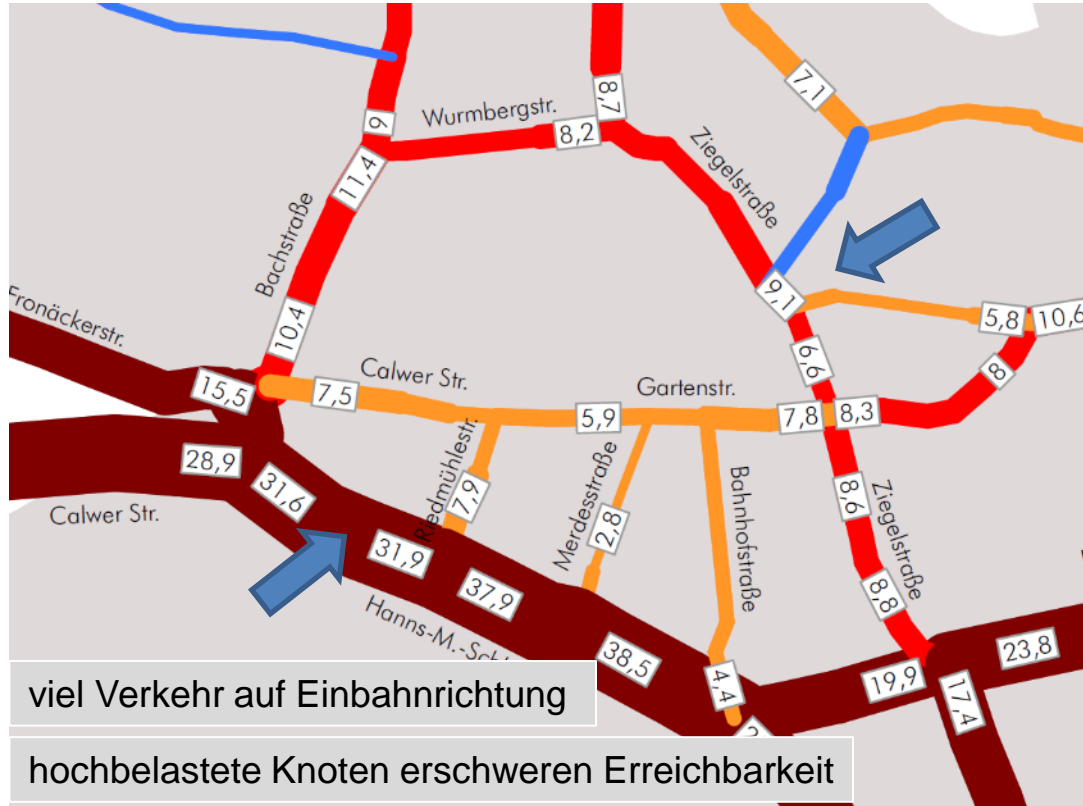 7,1
8,7
9
Wurmbergstr.
8,2
Ziegelstraße
11,4
Bachstraße
9,1
Fronäckerstr.
10,4
5,8
10,6
6,6
8
Calwer Str.
15,5
7,5
Gartenstr.
5,9
7,8
8,3
28,9
31,6
Riedmühlestr.
7,9
Merdesstraße
2,8
Bahnhofstraße
8,6
Ziegelstraße
Calwer Str.
31,9
37,9
8,8
Hanns-M.-Schl
38,5
23,8
4,4
19,9
17,4
viel Verkehr auf Einbahnrichtung
hochbelastete Knoten erschweren Erreichbarkeit